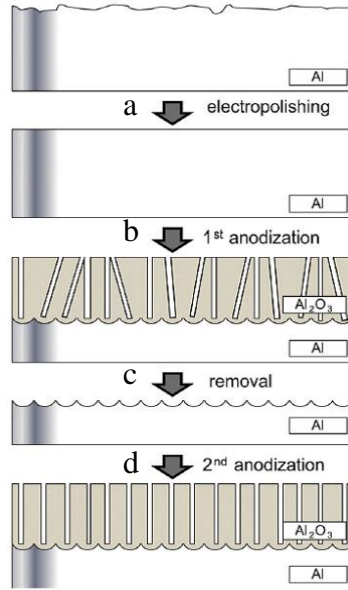 Al
a electropolishing
Al
b 1st anodization
Al2O3
Al
c removal
Al
d 2nd anodization
Al2O3
Al